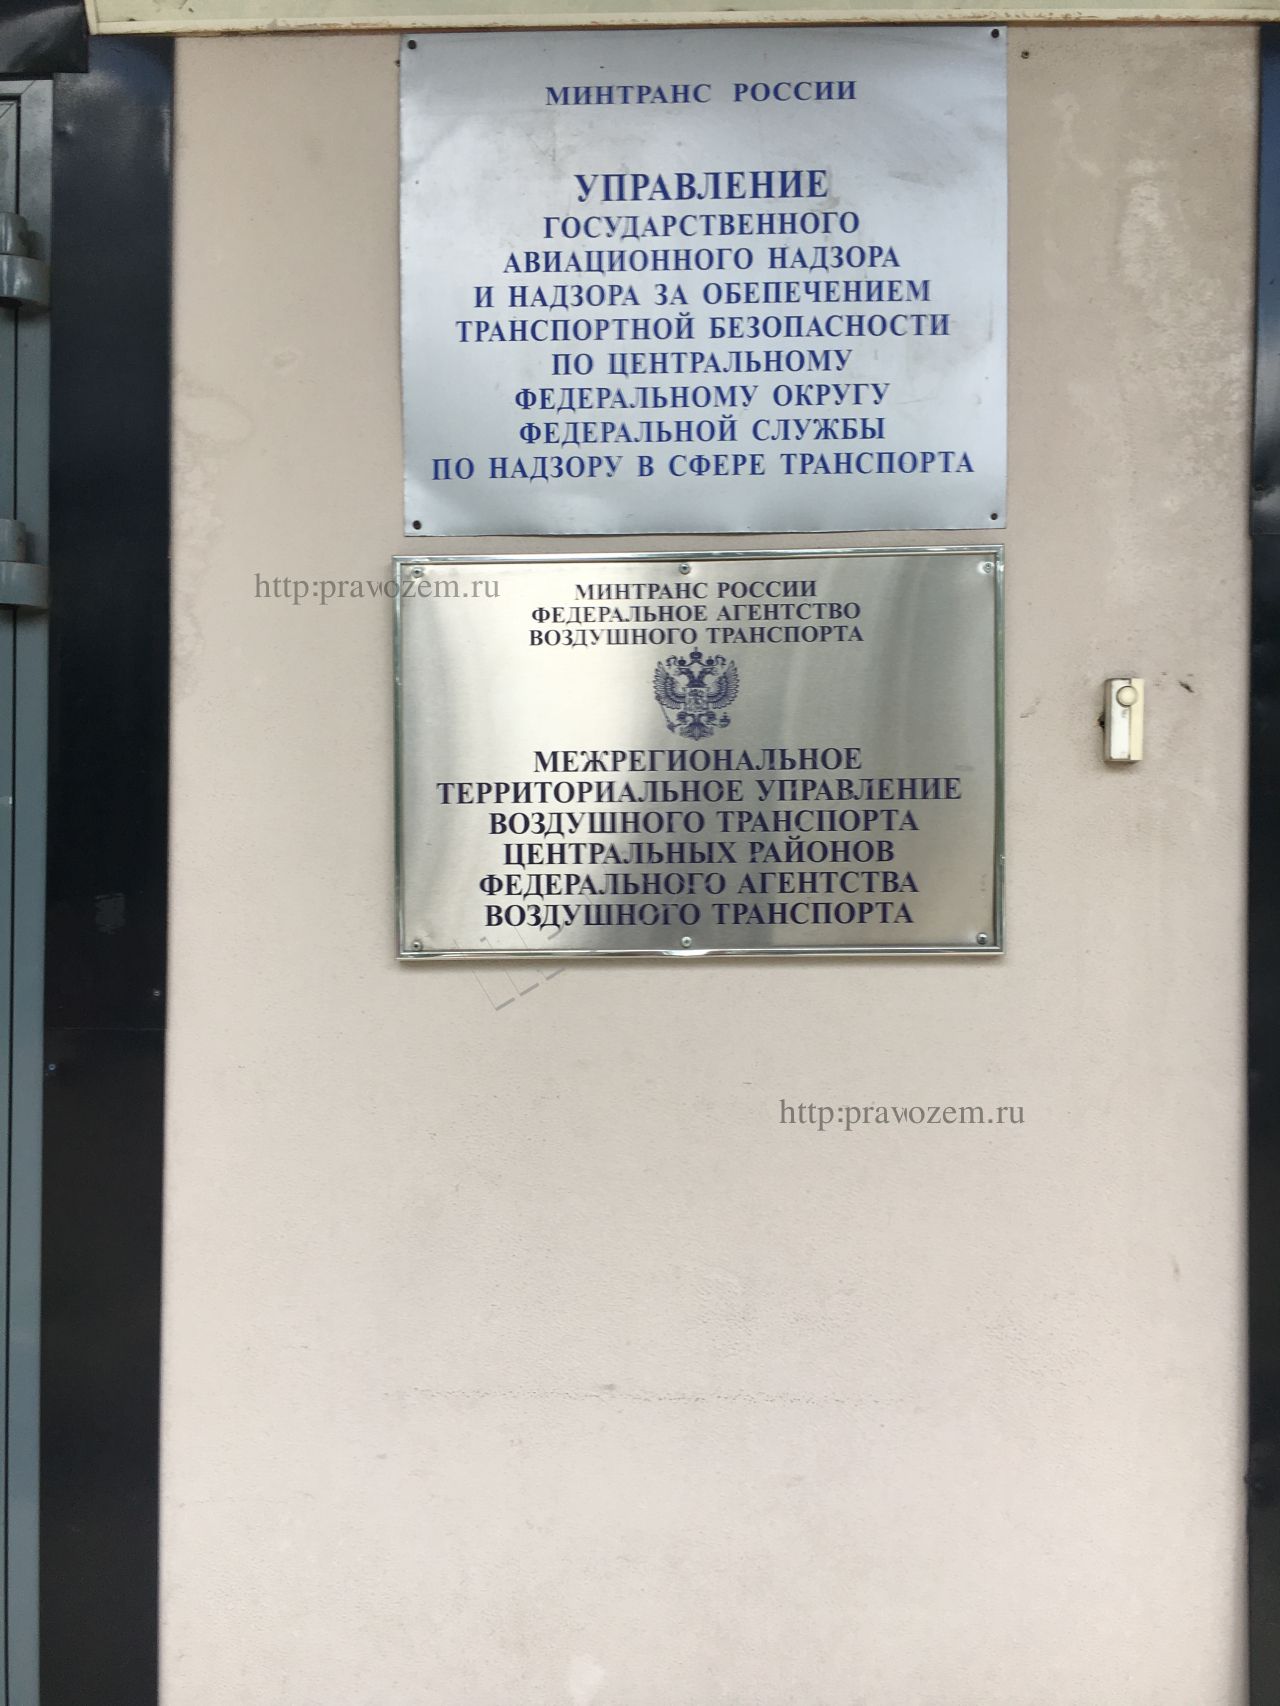 МИНТРАНС РОССИИ
УПРАВЛЕНИЕ
ГОСУДАРСТВЕННОГО
АВИАЦИОННОГО НАДЗОРА
И НАДЗОРА ЗА ОБЕПЕЧЕНИЕМ
ТРАНСПОРТНОЙ БЕЗОПАСНОСТИ
ПО ЦЕНТРАЛЬНОМУ
ФЕДЕРАЛЬНОМУ ОКРУГУ
ФЕДЕРАЛЬНОЙ СЛУЖБЫ
ПО НАДЗОРУ В СФЕРЕ ТРАНСПОРТА
http:pravozem.ru
МИНТРАНС РОССИИ
ФЕДЕРАЛЬНОЕ АГЕНТСТВО
ВОЗДУШНОГО ТРАНСПОРТА
МЕЖРЕГИОНАЛЬНОЕ
ТЕРРИТОРИАЛЬНОЕ УПРАВЛЕНИЕ
ВОЗДУШНОГО ТРАНСПОРТА
ЦЕНТРАЛЬНЫХ РАЙОНОВ
ФЕДЕРАЛЬНОГО АГЕНТСТВА
ВОЗДУШНОГО ТРАНСПОРТА
http:pravozem.ru